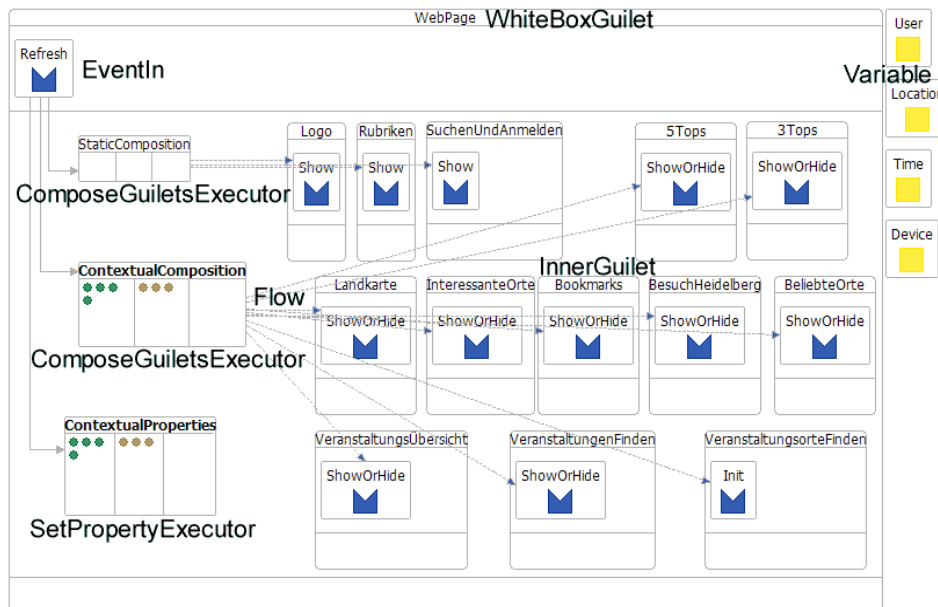 WebPage WhiteBoxGuilet
User
Refresh
EventIn
Variable
Location
Logo Rubriken SuchenUndAnmelden 5Tops 3Tops
StaticComposition
Show Show Show ShowOrHide ShowOrHide
Time
ComposeGuiletsExecutor
Device
ContextualComposition InnerGuilet
Flow Landkarte InteressanteOrte Bookmarks BesuchHeidelberg BeliebteOrte
ShowOrHide ShowOrHide ShowOrHide ShowOrHide ShowOrHide
ComposeGuiletsExecutor
ContextualProperties
VeranstaltungsÜbersicht VeranstaltungenFinden VeranstaltungsorteFinden
ShowOrHide ShowOrHide Init
SetPropertyExecutor